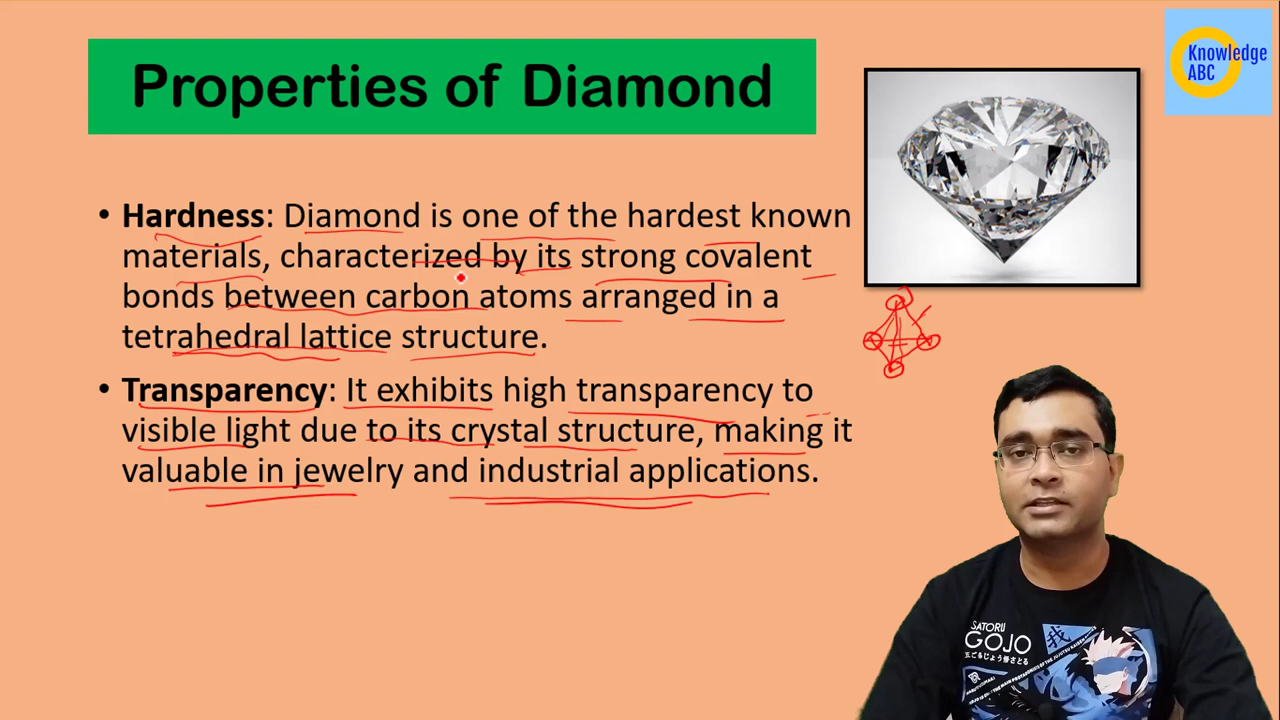 Properties of Diamond
Knowledge
ABC
• Hardness: Diamond is one of the hardest known
materials, characterized by its strong covalent
bonds between carbon atoms arranged in a
tetrahedral lattice structure.
• Transparency: It exhibits high transparency to
visible light due to its crystal structure, making it
valuable in jewelry and industrial applications.
SATORU
GOJO
我